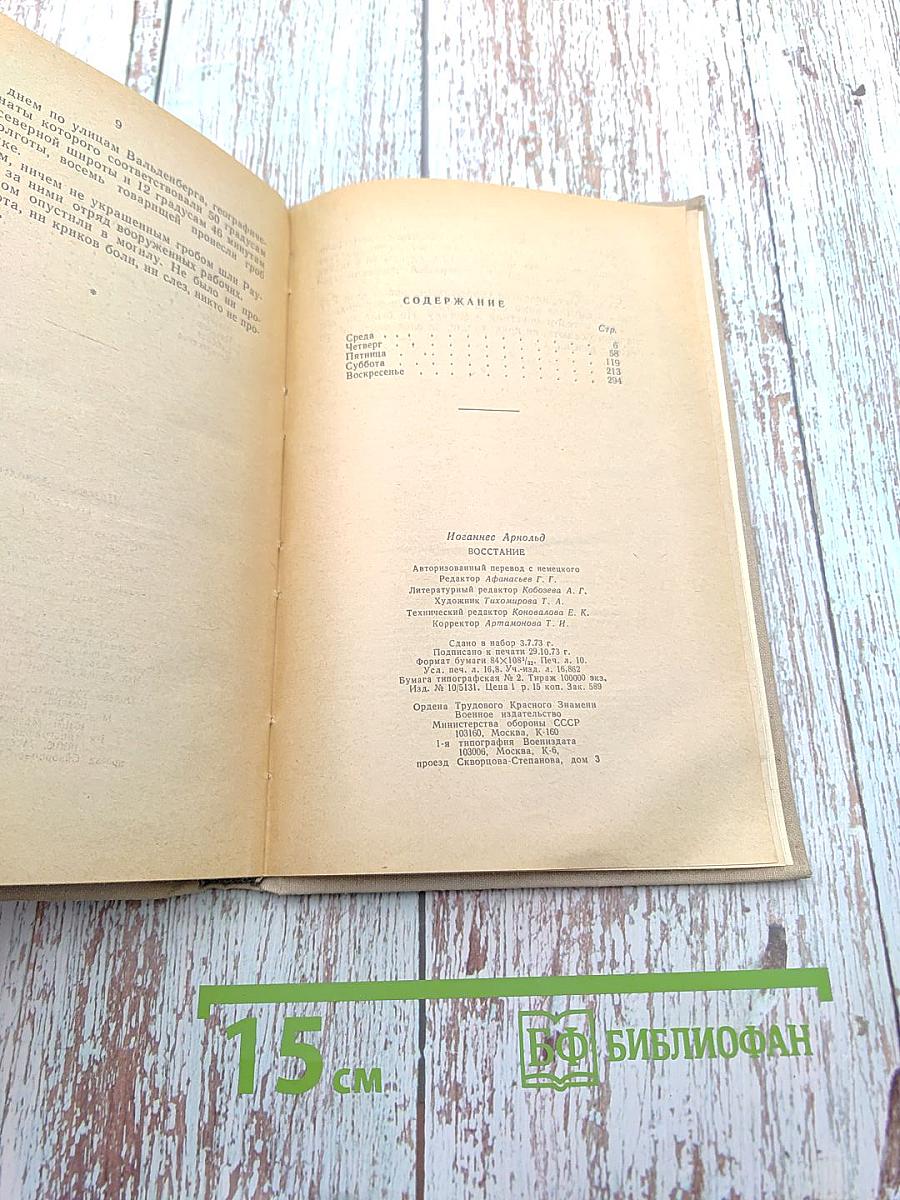 9
днем по улицам Вальденберга, географиче-
наты которого соответствовали 50 градусам
северной широты и 12 градусам 46 минутам
олготы, восемь товарищей пронесли гроб
ке.
м, ничем не украшенным гробом шли Рау-
за ними отряд вооруженных рабочих.
ом опустили в могилу. Не было ни про-
ота, ни криков боли, ни слез, никто не про-
СОДЕРЖАНИЕ
Стр.
Среда . . . . . . . . . . . . 6
Четверг . . . . . . . . . . . 58
Пятница . . . . . . . . . . . 119
Суббота . . . . . . . . . . . 213
Воскресенье . . . . . . . . . . 294
Иоганнес Арнольд
ВОССТАНИЕ
Авторизованный перевод с немецкого
Редактор Афанасьев Г. Г.
Литературный редактор Кобозева А. Г.
Художник Тихомирова Т. А.
Технический редактор Коновалова Е. К.
Корректор Артамонова Т. И.
Сдано в набор 3.7.73 г.
Подписано к печати 29.10.73 г.
Формат бумаги 84×108¹/₃₂. Печ. л. 10.
Усл. печ. л. 16,8. Уч.-изд. л. 16,862
Бумага типографская № 2. Тираж 100000 экз.
Изд. № 10/5131. Цена 1 р. 15 коп. Зак. 589
Ордена Трудового Красного Знамени
Военное издательство
Министерства обороны СССР
103160, Москва, К-160
1-я типография Воениздата
103006, Москва, К-6,
проезд Скворцова-Степанова, дом 3
15 см
БФ БИБЛИОФАН